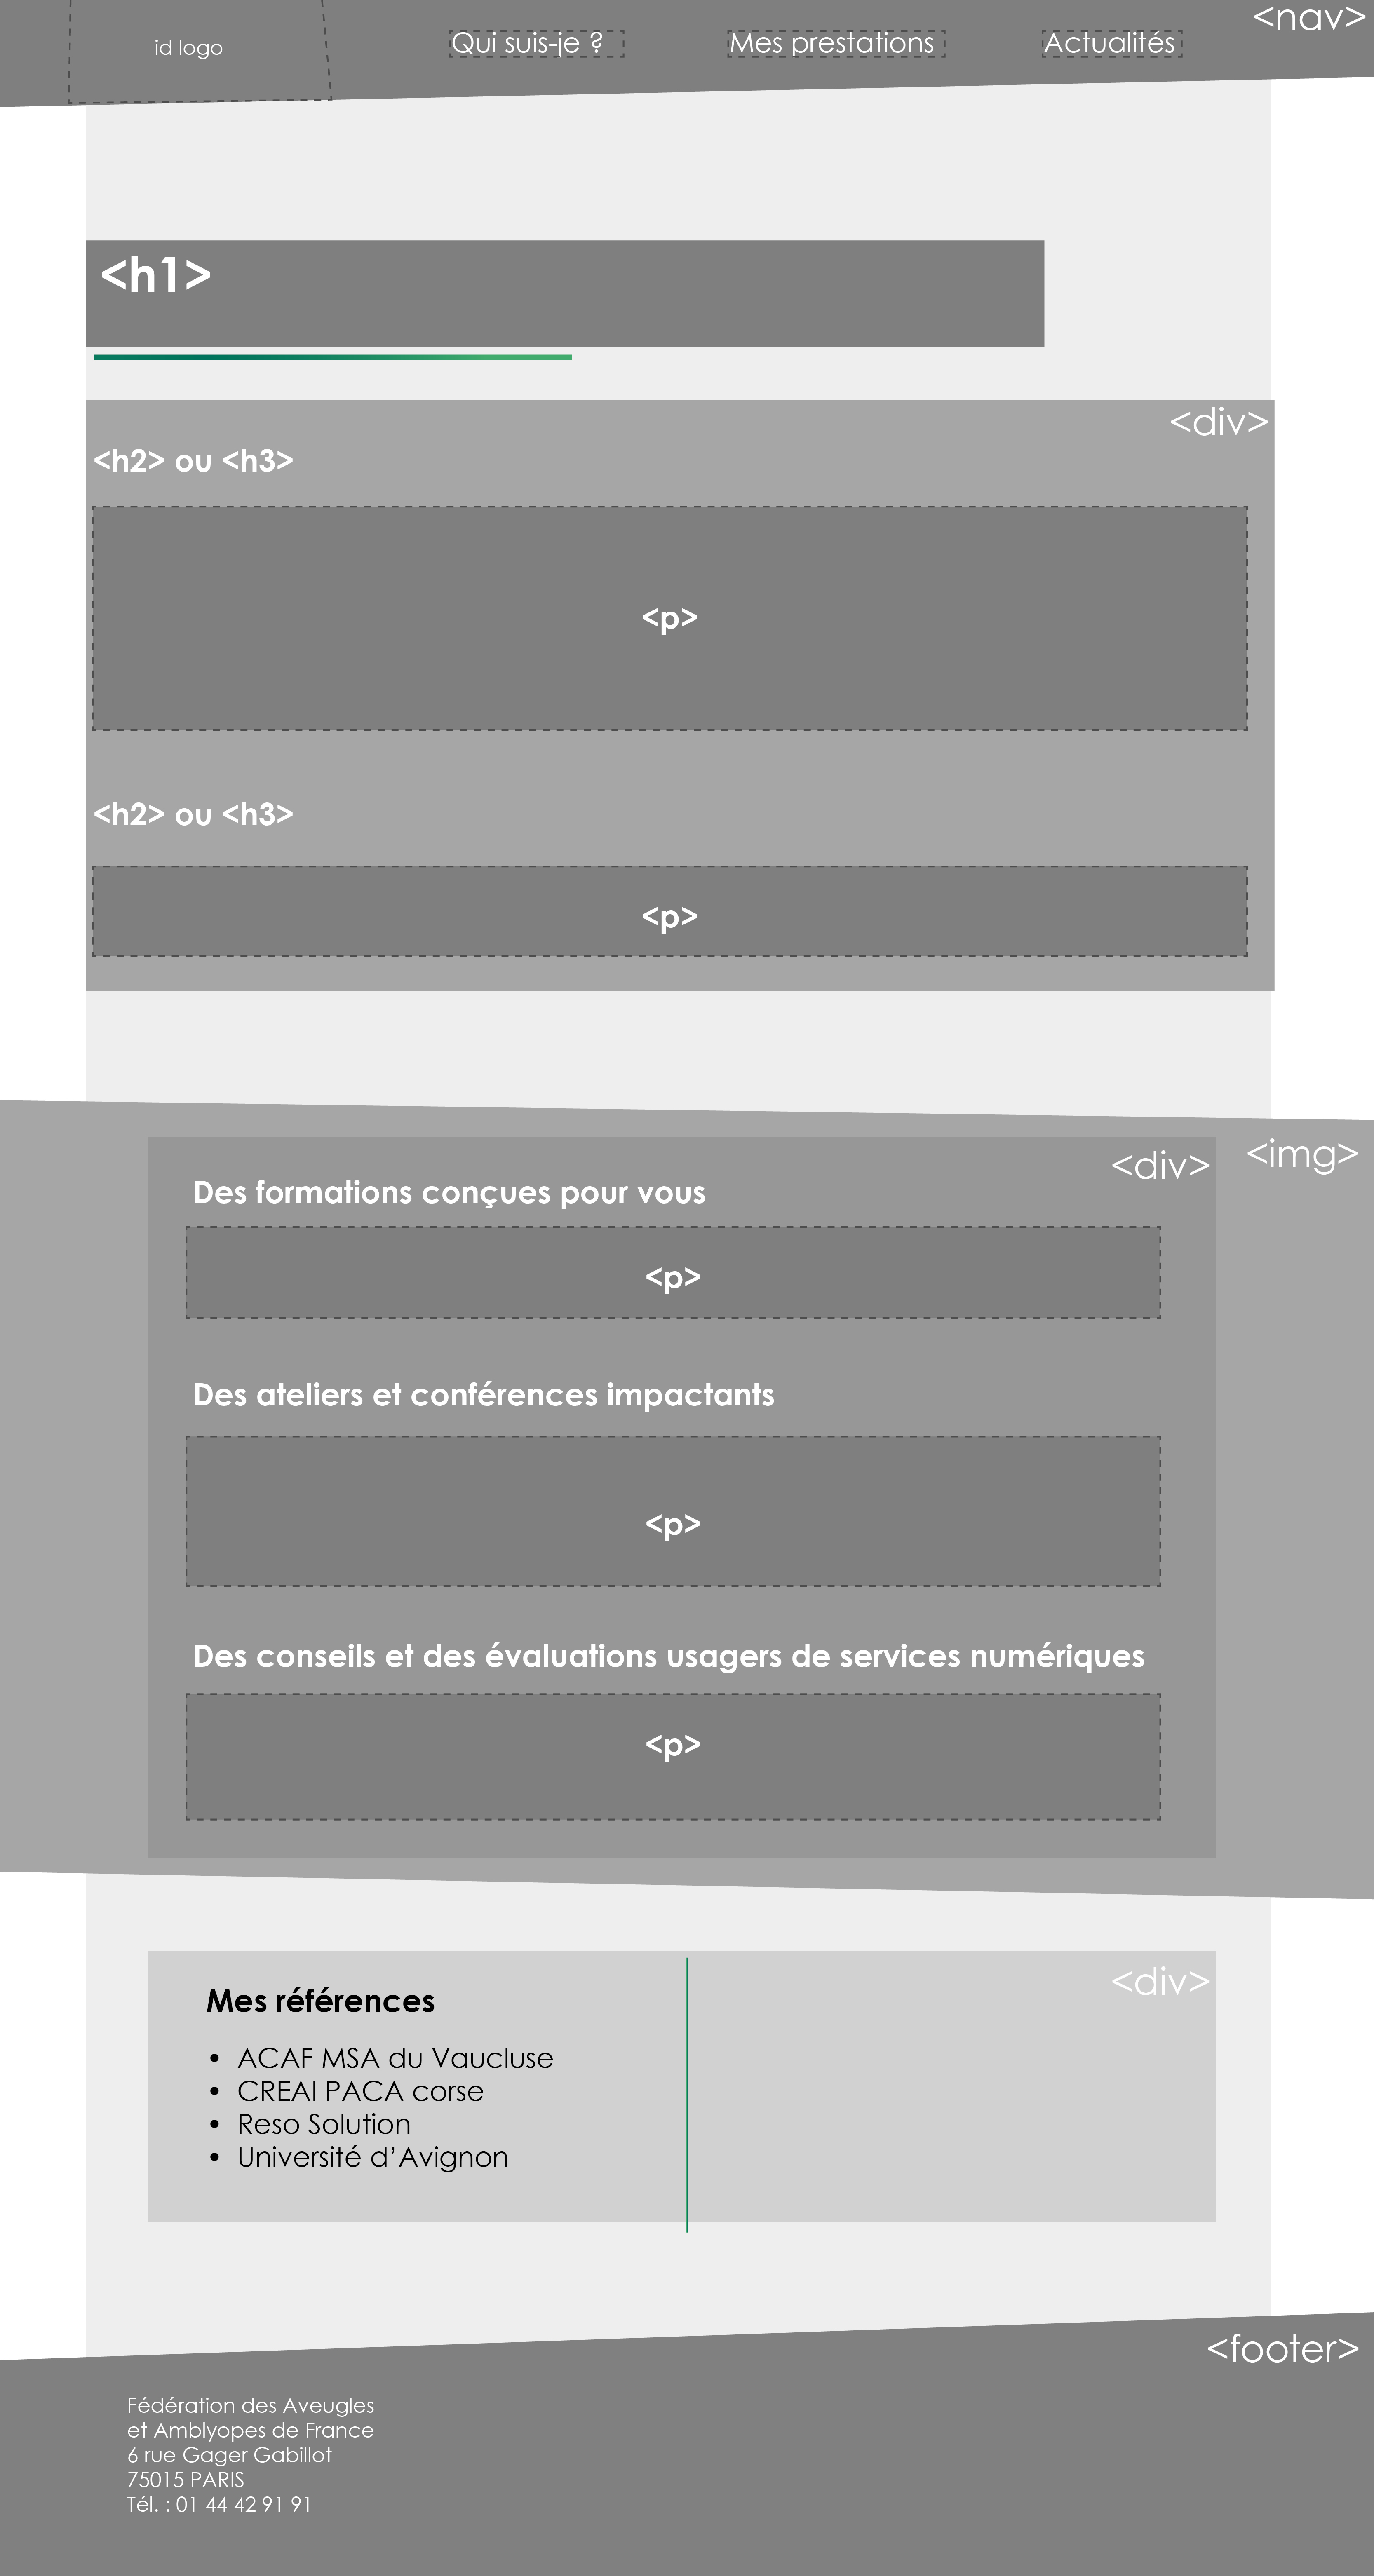 <nav>
id logo
Qui suis-je ?
Mes prestations
Actualités
<h1>
<div>
<h2> ou <h3>
<p>
<h2> ou <h3>
<p>
<img>
<div>
Des formations conçues pour vous
<p>
Des ateliers et conférences impactants
<p>
Des conseils et des évaluations usagers de services numériques
<p>
<div>
Mes références
• ACAF MSA du Vaucluse
• CREAI PACA corse
• Reso Solution
• Université d’Avignon
<footer>
Fédération des Aveugles
et Amblyopes de France
6 rue Gager Gabillot
75015 PARIS
Tél. : 01 44 42 91 91